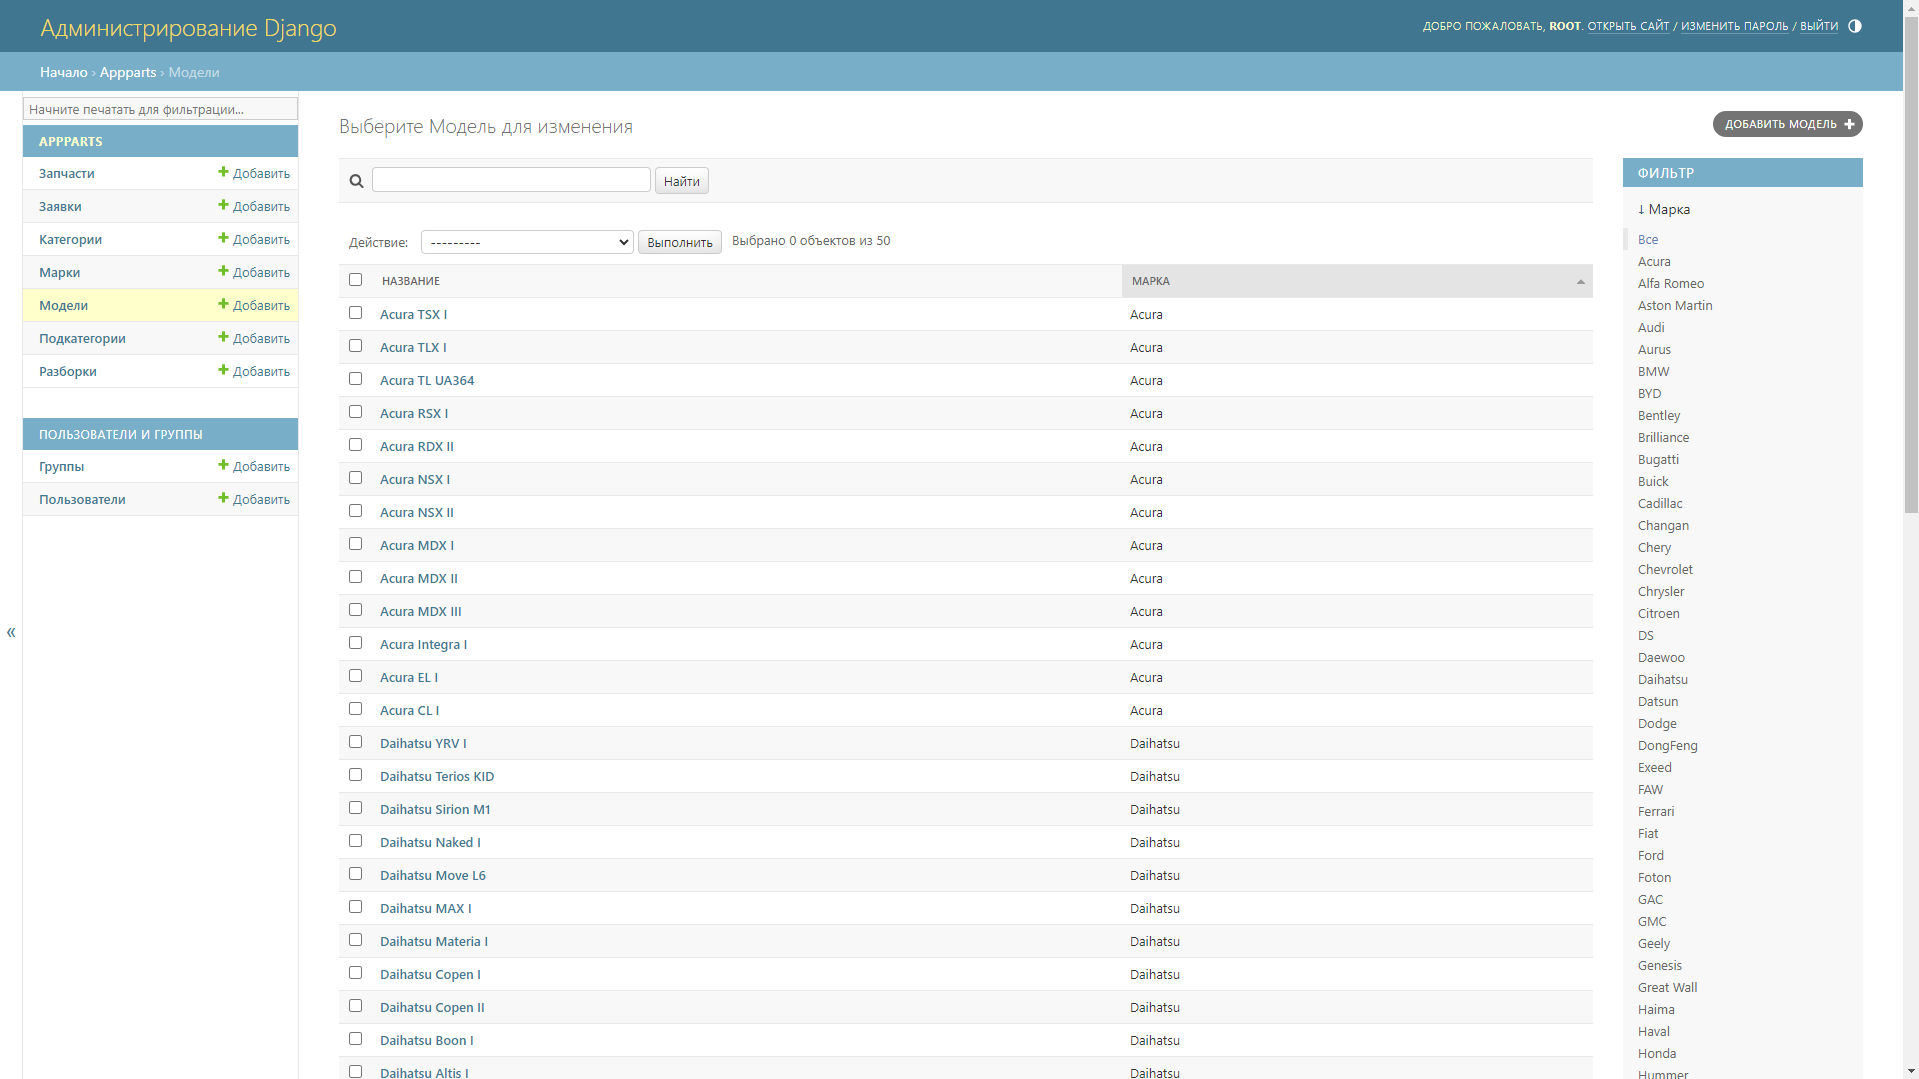 Администрирование Django
ДОБРО ПОЖАЛОВАТЬ, ROOT. ОТКРЫТЬ САЙТ / ИЗМЕНИТЬ ПАРОЛЬ / ВЫЙТИ
Начало › Appparts › Модели
Начните печатать для фильтрации...
APPPARTS
Запчасти Добавить
Заявки Добавить
Категории Добавить
Марки Добавить
Модели Добавить
Подкатегории Добавить
Разборки Добавить
ПОЛЬЗОВАТЕЛИ И ГРУППЫ
Группы Добавить
Пользователи Добавить
«
Выберите Модель для изменения
ДОБАВИТЬ МОДЕЛЬ
Найти
Действие: --------- Выполнить Выбрано 0 объектов из 50
НАЗВАНИЕ МАРКА
Acura TSX I Acura
Acura TLX I Acura
Acura TL UA364 Acura
Acura RSX I Acura
Acura RDX II Acura
Acura NSX I Acura
Acura NSX II Acura
Acura MDX I Acura
Acura MDX II Acura
Acura MDX III Acura
Acura Integra I Acura
Acura EL I Acura
Acura CL I Acura
Daihatsu YRV I Daihatsu
Daihatsu Terios KID Daihatsu
Daihatsu Sirion M1 Daihatsu
Daihatsu Naked I Daihatsu
Daihatsu Move L6 Daihatsu
Daihatsu MAX I Daihatsu
Daihatsu Materia I Daihatsu
Daihatsu Copen I Daihatsu
Daihatsu Copen II Daihatsu
Daihatsu Boon I Daihatsu
Daihatsu Altis I Daihatsu
ФИЛЬТР
↓ Марка
Все
Acura
Alfa Romeo
Aston Martin
Audi
Aurus
BMW
BYD
Bentley
Brilliance
Bugatti
Buick
Cadillac
Changan
Chery
Chevrolet
Chrysler
Citroen
DS
Daewoo
Daihatsu
Datsun
Dodge
DongFeng
Exeed
FAW
Ferrari
Fiat
Ford
Foton
GAC
GMC
Geely
Genesis
Great Wall
Haima
Haval
Honda
Hummer